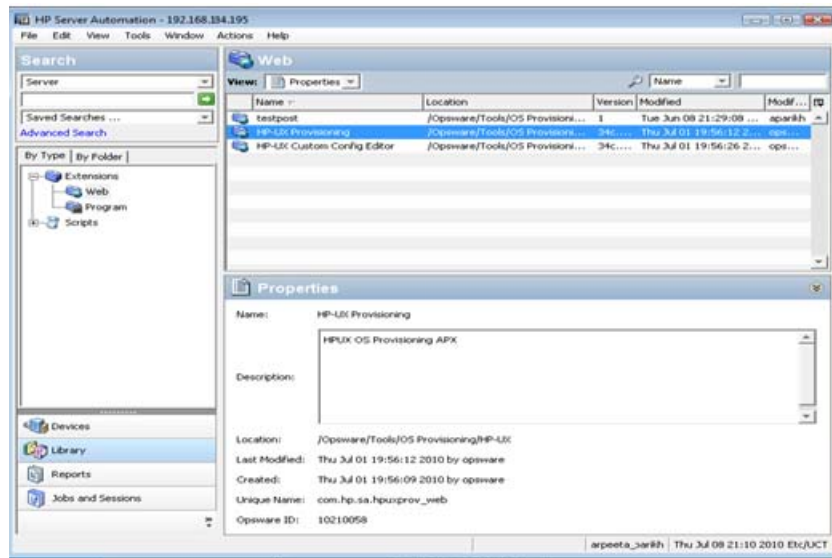 HP Server Automation - 192.168.184.195
File Edit View Tools Window Actions Help
Search
Server
Saved Searches ...
Advanced Search
By Type By Folder
Extensions
Web
Program
Scripts
Devices
Library
Reports
Jobs and Sessions
Web
View: Properties Name
Name Location Version Modified Modif...
testpost /Opsware/Tools/OS Provisioni... 1 Tue Jun 08 21:29:08 ... aparikh
HP-UX Provisioning /Opsware/Tools/OS Provisioni... 34c.... Thu Jul 01 19:56:12 2... ops...
HP-UX Custom Config Editor /Opsware/Tools/OS Provisioni... 34c.... Thu Jul 01 19:56:26 2... ops...
Properties
Name: HP-UX Provisioning
Description: HPUX OS Provisioning APX
Location: /Opsware/Tools/OS Provisioning/HP-UX
Last Modified: Thu Jul 01 19:56:12 2010 by opsware
Created: Thu Jul 01 19:56:09 2010 by opsware
Unique Name: com.hp.sa.hpuxprov_web
Opsware ID: 10210058
arpeeta_parikh Thu Jul 08 21:10 2010 Etc/UCT